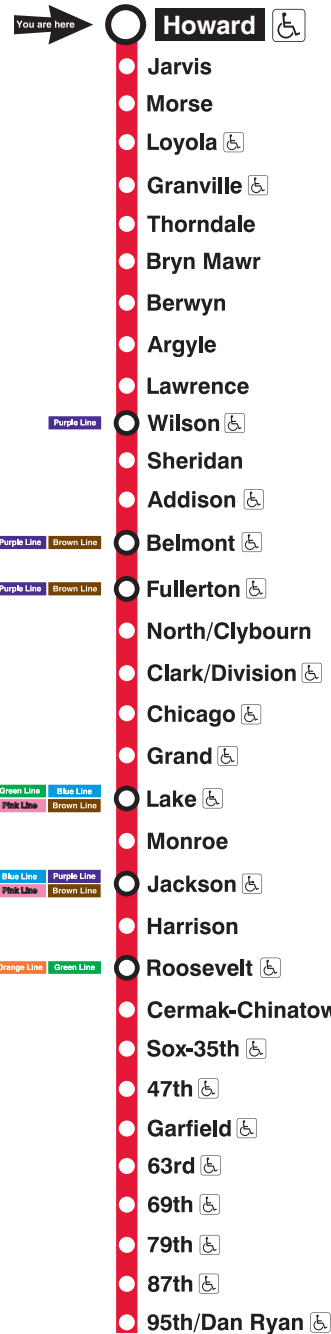 You are here
Howard
Jarvis
Morse
Loyola
Granville
Thorndale
Bryn Mawr
Berwyn
Argyle
Lawrence
Purple Line
Wilson
Sheridan
Addison
Purple Line Brown Line
Belmont
Purple Line Brown Line
Fullerton
North/Clybourn
Clark/Division
Chicago
Grand
Green Line Blue Line
Pink Line Brown Line
Lake
Monroe
Blue Line Purple Line
Pink Line Brown Line
Jackson
Harrison
Orange Line Green Line
Roosevelt
Cermak-Chinatow
Sox-35th
47th
Garfield
63rd
69th
79th
87th
95th/Dan Ryan